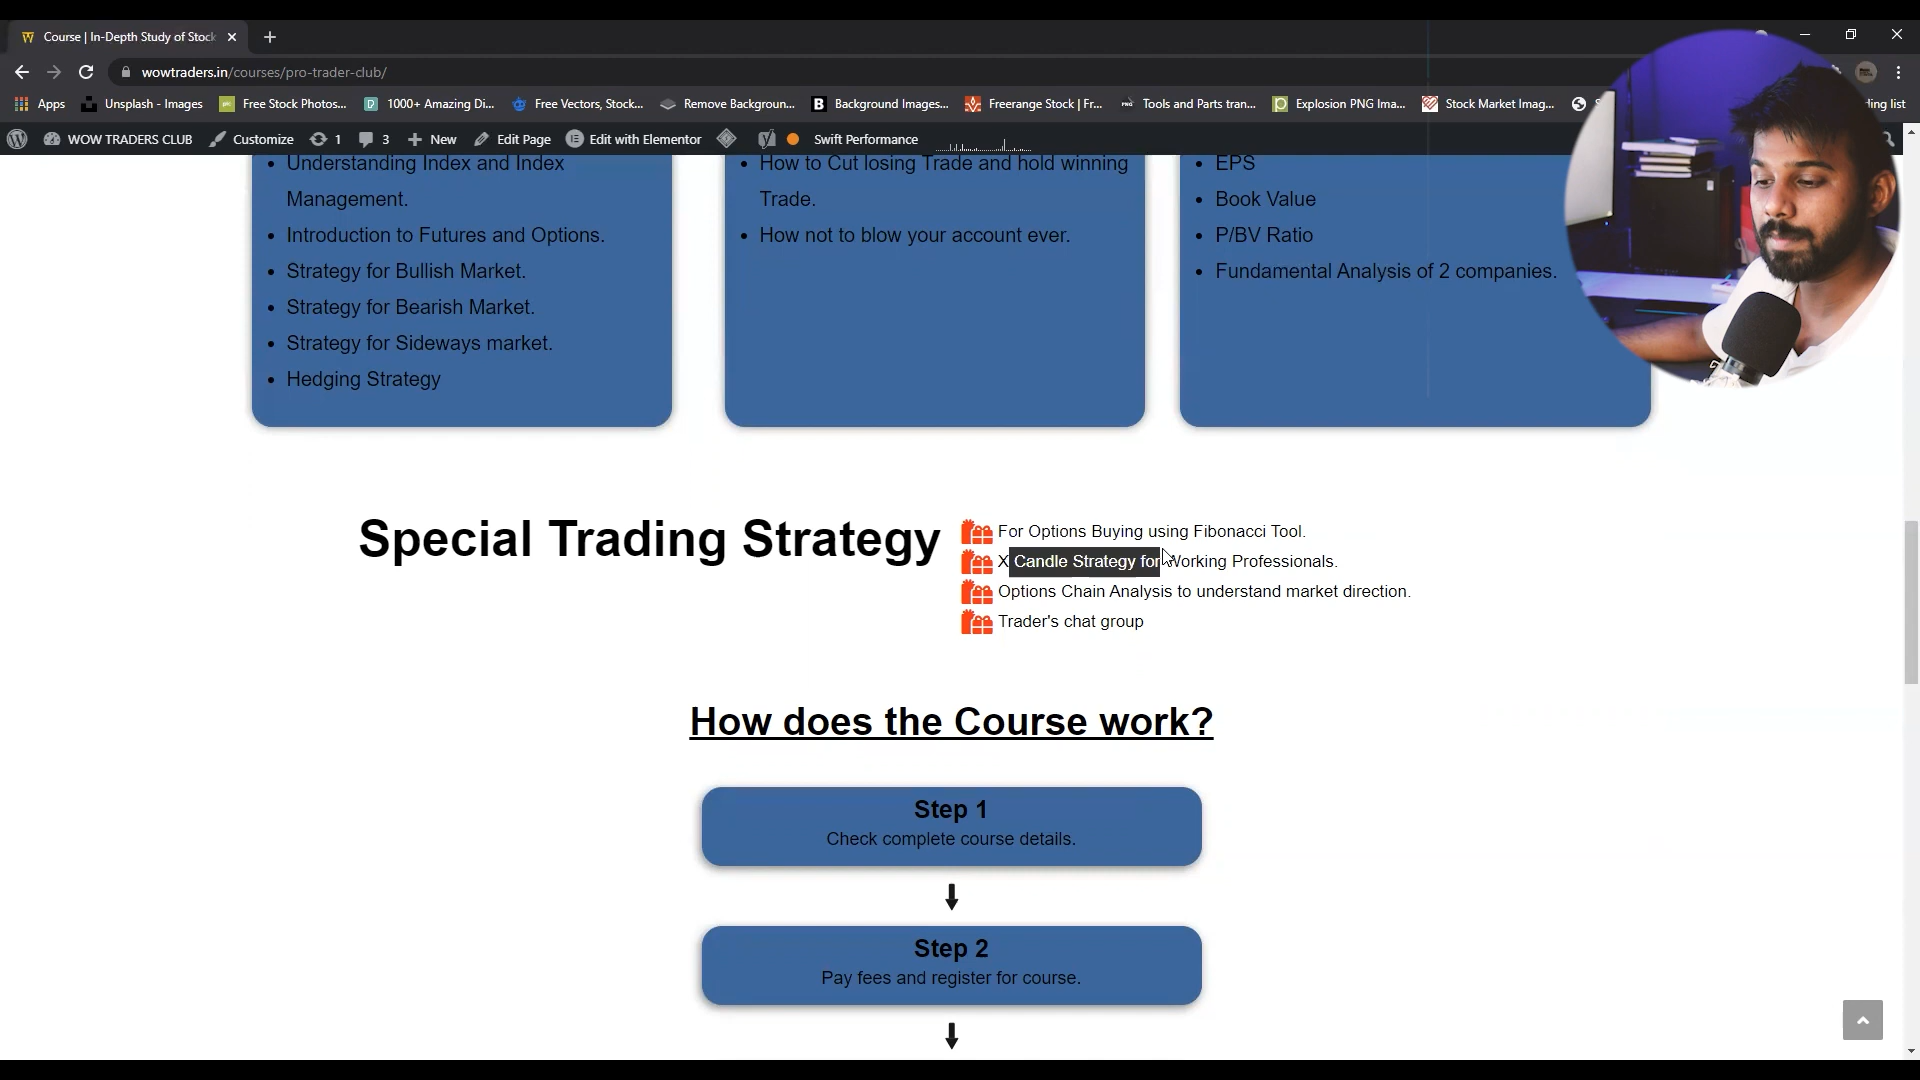 Course | In-Depth Study of Stock
wowtraders.in/courses/pro-trader-club/
Apps
Unsplash - Images
Free Stock Photos...
1000+ Amazing Di...
Free Vectors, Stock...
Remove Backgroun...
Background Images...
Freerange Stock | Fr...
Tools and Parts tran...
Explosion PNG Ima...
Stock Market Imag...
ding list
WOW TRADERS CLUB
Customize
1
3
New
Edit Page
Edit with Elementor
Swift Performance
Understanding Index and Index
Management.
Introduction to Futures and Options.
Strategy for Bullish Market.
Strategy for Bearish Market.
Strategy for Sideways market.
Hedging Strategy
How to Cut losing Trade and hold winning
Trade.
How not to blow your account ever.
EPS
Book Value
P/BV Ratio
Fundamental Analysis of 2 companies.
Special Trading Strategy
For Options Buying using Fibonacci Tool.
X Candle Strategy for Working Professionals.
Options Chain Analysis to understand market direction.
Trader's chat group
How does the Course work?
Step 1
Check complete course details.
Step 2
Pay fees and register for course.